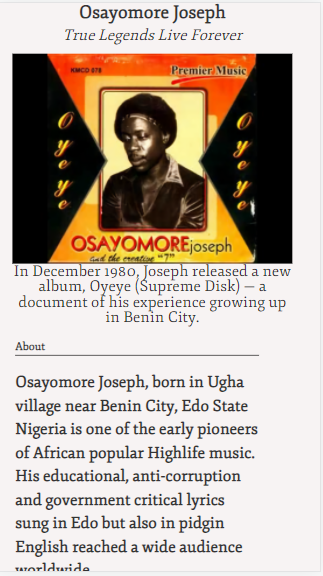 Osayomore Joseph
True Legends Live Forever
KMCD 078
Premier Music
Oyeye
Oyeye
OSAYOMORE joseph
and the creative "7"
In December 1980, Joseph released a new
album, Oyeye (Supreme Disk) – a
document of his experience growing up
in Benin City.
About
Osayomore Joseph, born in Ugha
village near Benin City, Edo State
Nigeria is one of the early pioneers
of African popular Highlife music.
His educational, anti-corruption
and government critical lyrics
sung in Edo but also in pidgin
English reached a wide audience
worldwide